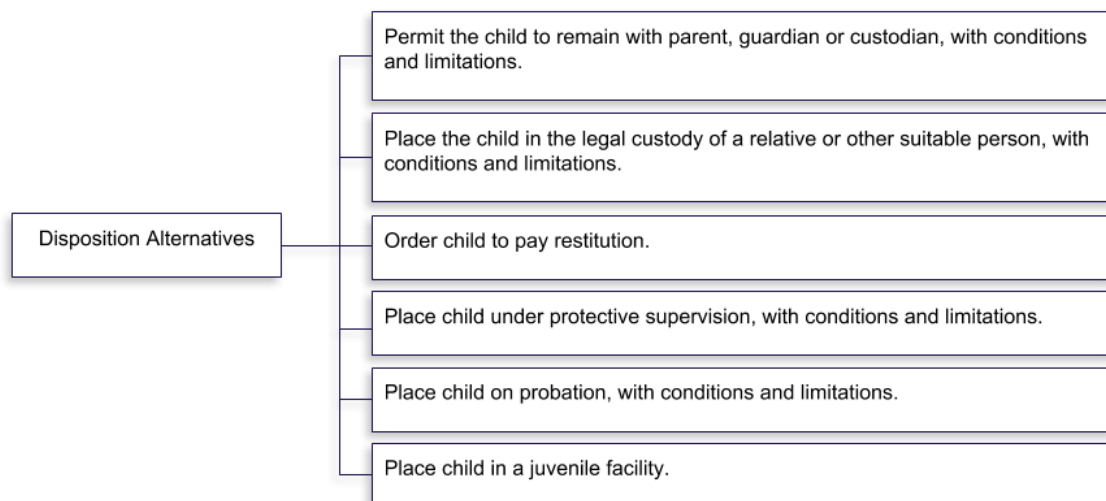 Permit the child to remain with parent, guardian or custodian, with conditions
and limitations.
Place the child in the legal custody of a relative or other suitable person, with
conditions and limitations.
Disposition Alternatives
Order child to pay restitution.
Place child under protective supervision, with conditions and limitations.
Place child on probation, with conditions and limitations.
Place child in a juvenile facility.